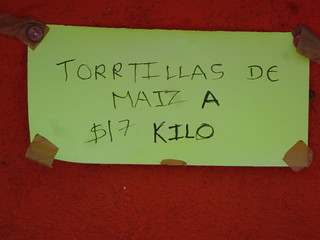 TORRTILLAS DE
MAIZ A
$17 KILO